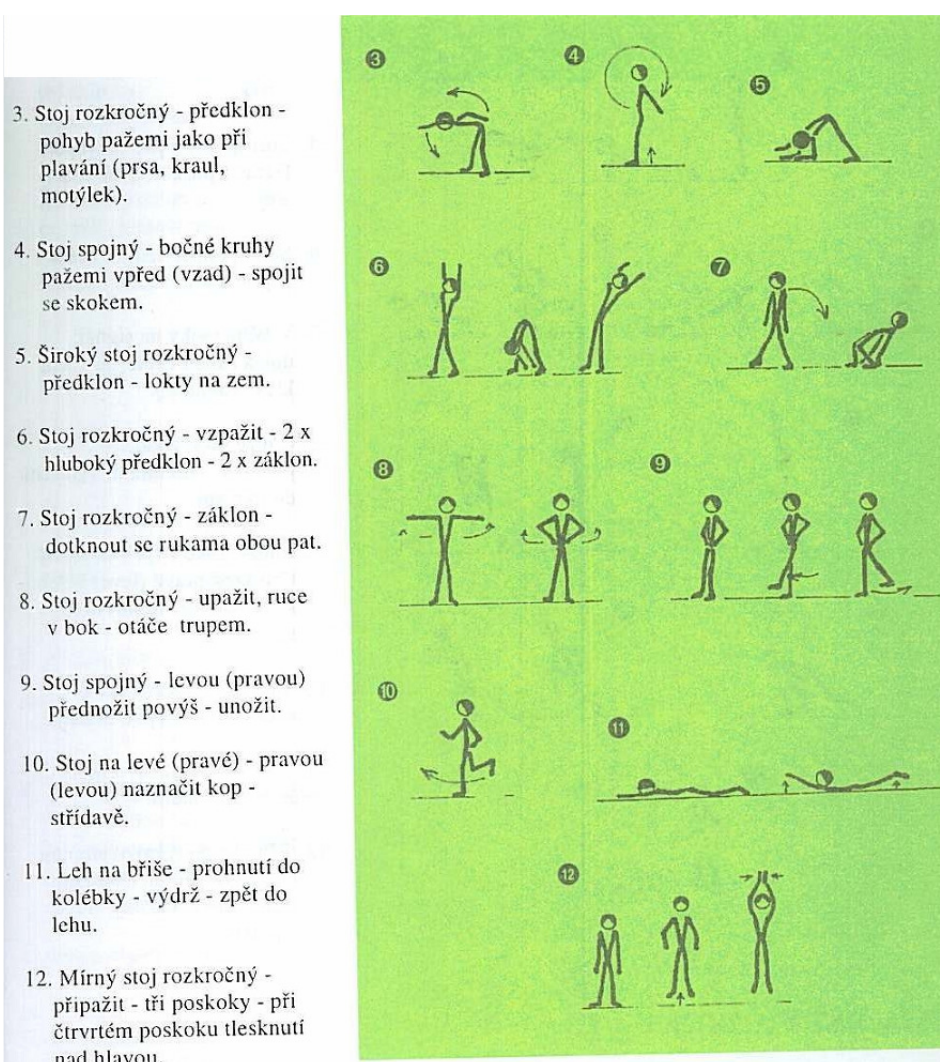 3. Stoj rozkročný - předklon -
pohyb pažemi jako při
plavání (prsa, kraul,
motýlek).
4. Stoj spojný - bočné kruhy
pažemi vpřed (vzad) - spojit
se skokem.
5. Široký stoj rozkročný -
předklon - lokty na zem.
6. Stoj rozkročný - vzpažit - 2 x
hluboký předklon - 2 x záklon.
7. Stoj rozkročný - záklon -
dotknout se rukama obou pat.
8. Stoj rozkročný - upažit, ruce
v bok - otáče trupem.
9. Stoj spojný - levou (pravou)
přednožit povýš - unožit.
10. Stoj na levé (pravé) - pravou
(levou) naznačit kop -
střídavě.
11. Leh na břiše - prohnutí do
kolébky - výdrž - zpět do
lehu.
12. Mírný stoj rozkročný -
připažit - tři poskoky - při
čtrvrtém poskoku tlesknutí
nad hlavou.
3
4
5
6
7
8
9
10
11
12